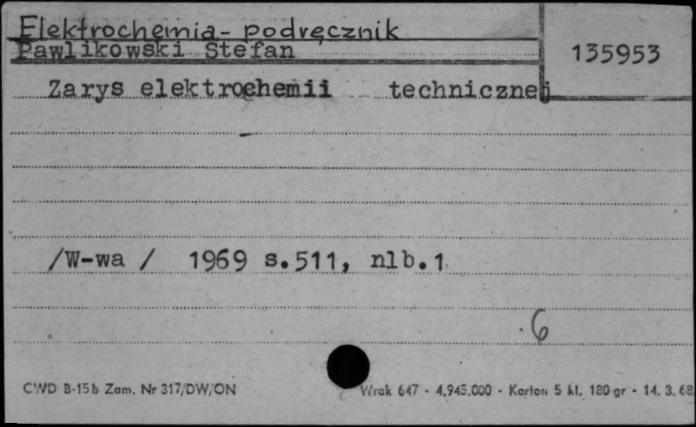 Elektrochemia - podręcznik
Pawlikowski Stefan
135953
Zarys elektrochemii technicznej
/W-wa / 1969 s.511, nlb.1
6
CWD B-15b Zam. Nr 317/DW/ON
Wrak 647 - 4.945.000 - Karton 5 kl. 180 gr - 14. 3. 68